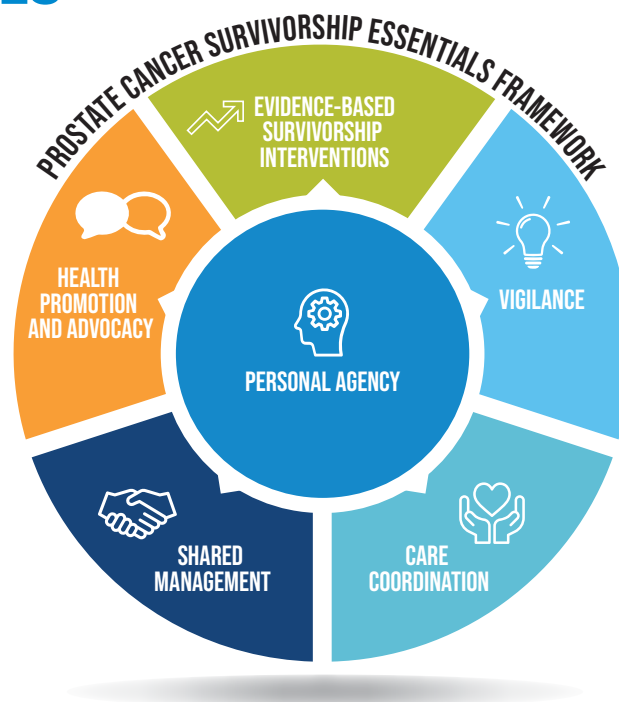 PROSTATE CANCER SURVIVORSHIP ESSENTIALS FRAMEWORK
EVIDENCE-BASED
SURVIVORSHIP
INTERVENTIONS
HEALTH
PROMOTION
AND ADVOCACY
VIGILANCE
PERSONAL AGENCY
SHARED
MANAGEMENT
CARE
COORDINATION